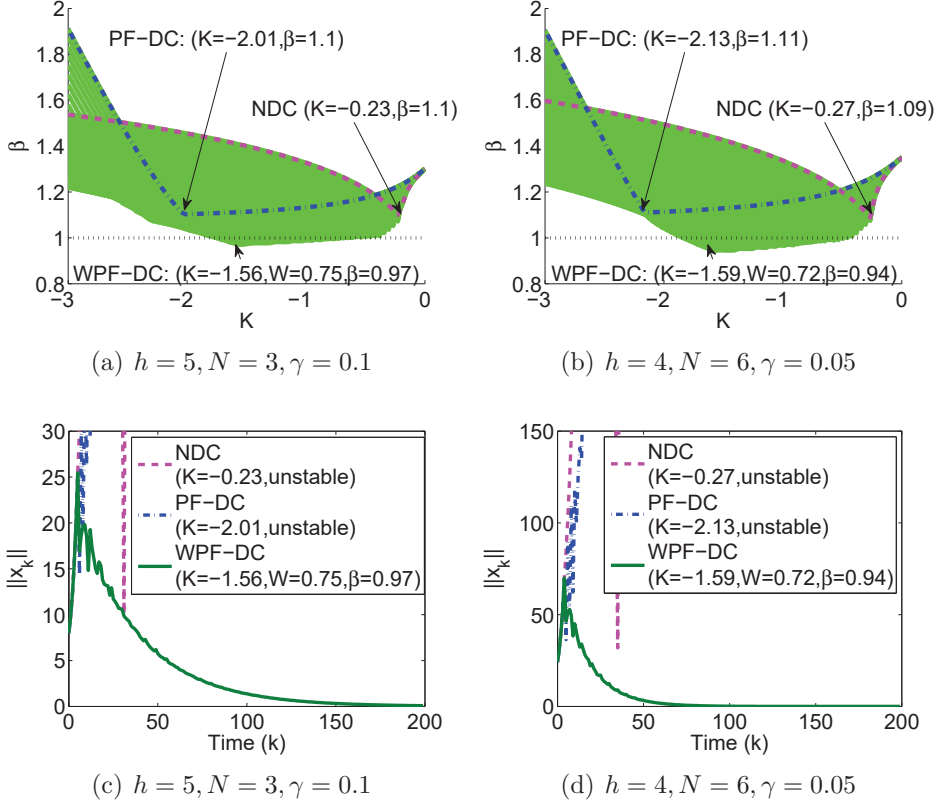 2
1.8
1.6
1.4
1.2
1
0.8
β
−3
−2
−1
0
K
PF−DC: (K=−2.01,β=1.1)
NDC (K=−0.23,β=1.1)
WPF−DC: (K=−1.56,W=0.75,β=0.97)
(a) h = 5, N = 3, γ = 0.1
2
1.8
1.6
1.4
1.2
1
0.8
β
−3
−2
−1
0
K
PF−DC: (K=−2.13,β=1.11)
NDC (K=−0.27,β=1.09)
WPF−DC: (K=−1.59,W=0.72,β=0.94)
(b) h = 4, N = 6, γ = 0.05
30
25
20
15
10
5
0
||x_k||
0
50
100
150
200
Time (k)
NDC
(K=−0.23,unstable)
PF−DC
(K=−2.01,unstable)
WPF−DC
(K=−1.56,W=0.75,β=0.97)
(c) h = 5, N = 3, γ = 0.1
150
100
50
0
||x_k||
0
50
100
150
200
Time (k)
NDC
(K=−0.27,unstable)
PF−DC
(K=−2.13,unstable)
WPF−DC
(K=−1.59,W=0.72,β=0.94)
(d) h = 4, N = 6, γ = 0.05